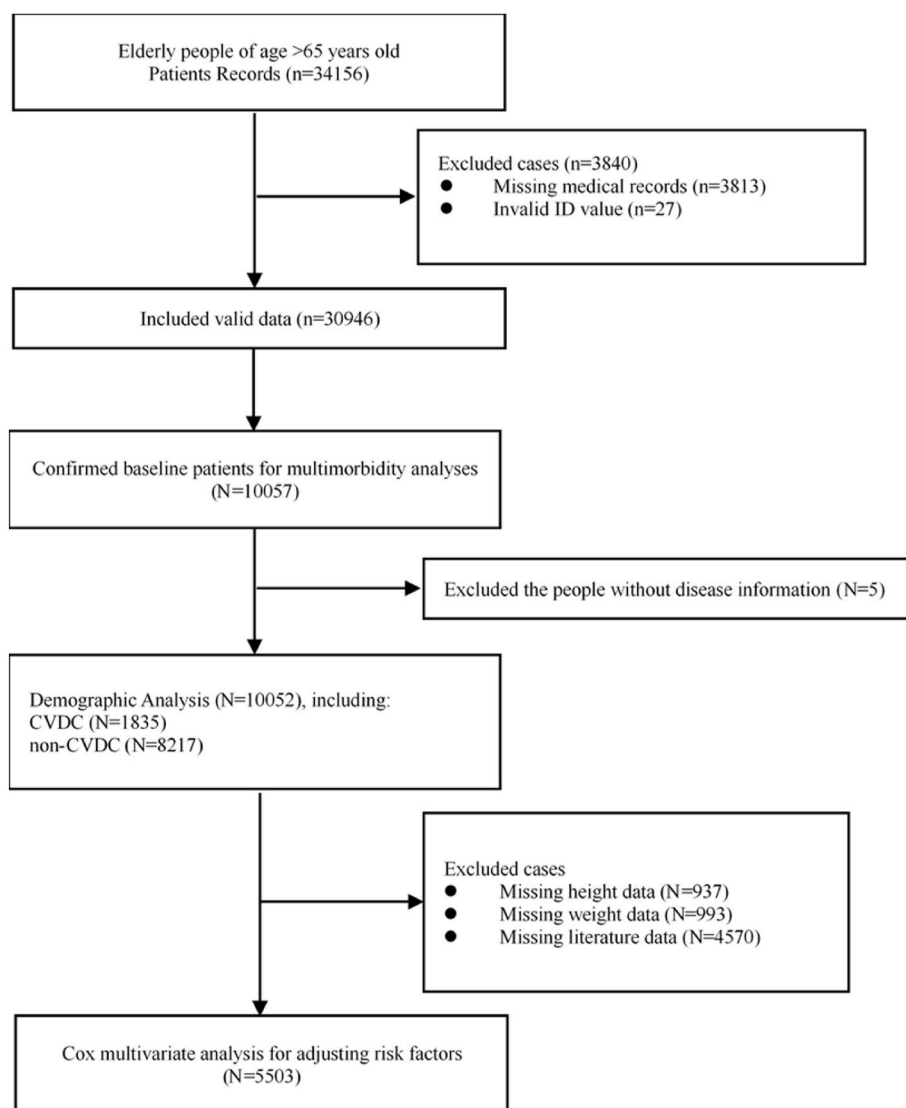 Elderly people of age >65 years old
Patients Records (n=34156)
Excluded cases (n=3840)
● Missing medical records (n=3813)
● Invalid ID value (n=27)
Included valid data (n=30946)
Confirmed baseline patients for multimorbidity analyses
(N=10057)
Excluded the people without disease information (N=5)
Demographic Analysis (N=10052), including:
CVDC (N=1835)
non-CVDC (N=8217)
Excluded cases
● Missing height data (N=937)
● Missing weight data (N=993)
● Missing literature data (N=4570)
Cox multivariate analysis for adjusting risk factors
(N=5503)